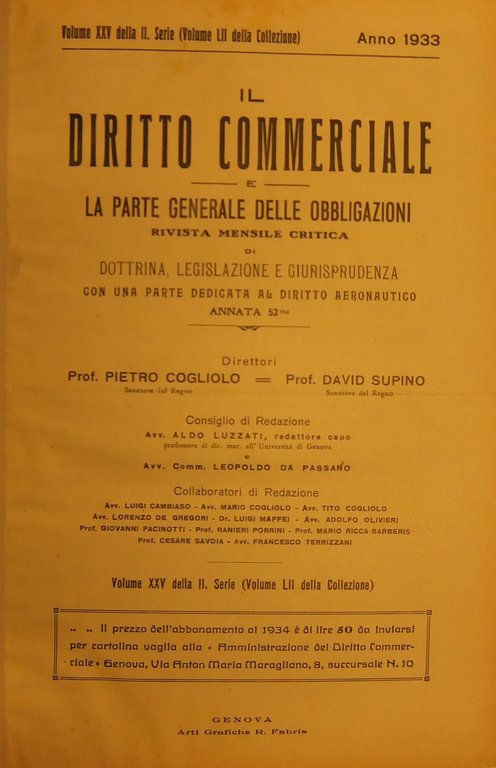 Volume XXV della II. Serie (Volume LII della Collezione) Anno 1933
IL
DIRITTO COMMERCIALE
E
LA PARTE GENERALE DELLE OBBLIGAZIONI
RIVISTA MENSILE CRITICA
DI
DOTTRINA, LEGISLAZIONE E GIURISPRUDENZA
CON UNA PARTE DEDICATA AL DIRITTO AERONAUTICO
ANNATA 52ma
Direttori
Prof. PIETRO COGLIOLO = Prof. DAVID SUPINO
Senatore del Regno Senatore del Regno
Consiglio di Redazione
Avv. ALDO LUZZATI, redattore capo
professore di dir. mar. all'Università di Genova
e
Avv. Comm. LEOPOLDO DA PASSANO
Collaboratori di Redazione
Avv. LUIGI CAMBIASO - Avv. MARIO COGLIOLO - Avv. TITO COGLIOLO
Avv. LORENZO DE GREGORI - Dr. LUIGI MAFFEI - Avv. ADOLFO OLIVIERI
Prof. GIOVANNI PACINOTTI - Prof. RANIERI PORRINI - Prof. MARIO RICCA-BARBERIS
Prof. CESARE SAVOIA - Avv. FRANCESCO TERRIZZANI
Volume XXV della II. Serie (Volume LII della Collezione)
.. .. Il prezzo dell'abbonamento al 1934 è di lire 50 da inviarsi
per cartolina vaglia alla « Amministrazione del Diritto Commer-
ciale » Genova, Via Anton Maria Maragliano, 8, succursale N. 10
GENOVA
Arti Grafiche R. Fabris